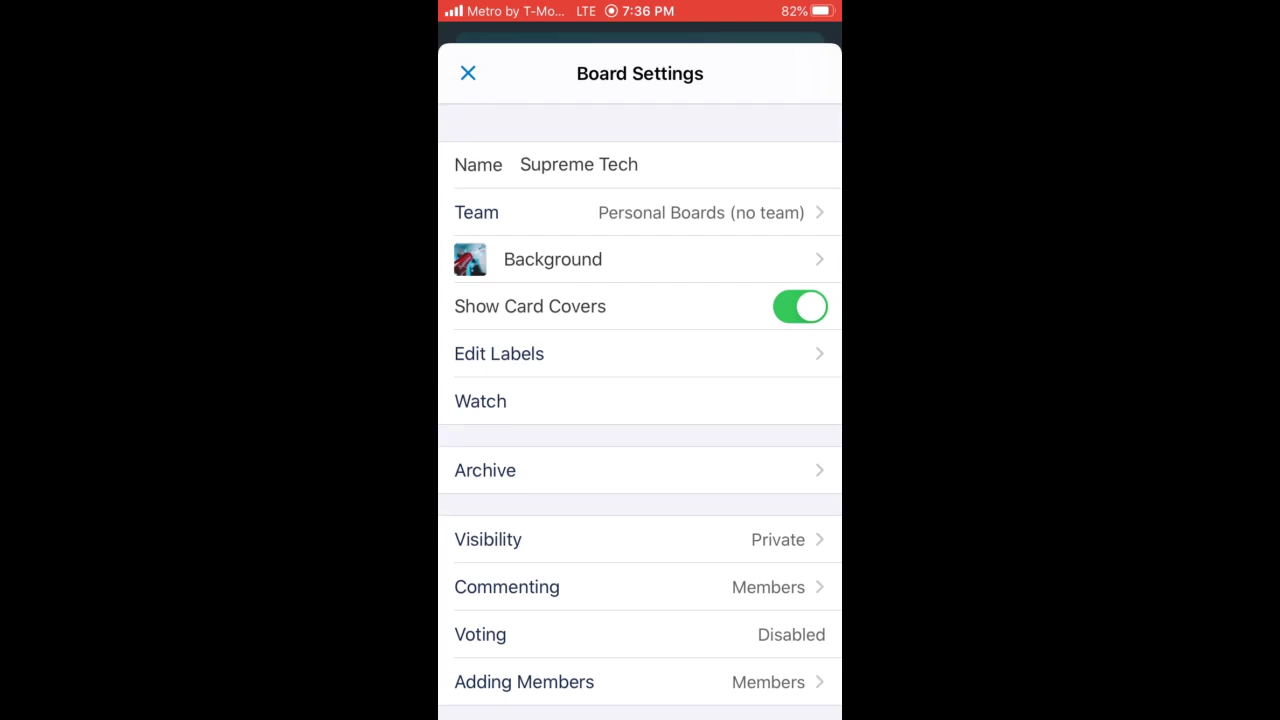 Metro by T-Mo... LTE 7:36 PM 82%
Board Settings
Name Supreme Tech
Team Personal Boards (no team)
Background
Show Card Covers
Edit Labels
Watch
Archive
Visibility Private
Commenting Members
Voting Disabled
Adding Members Members